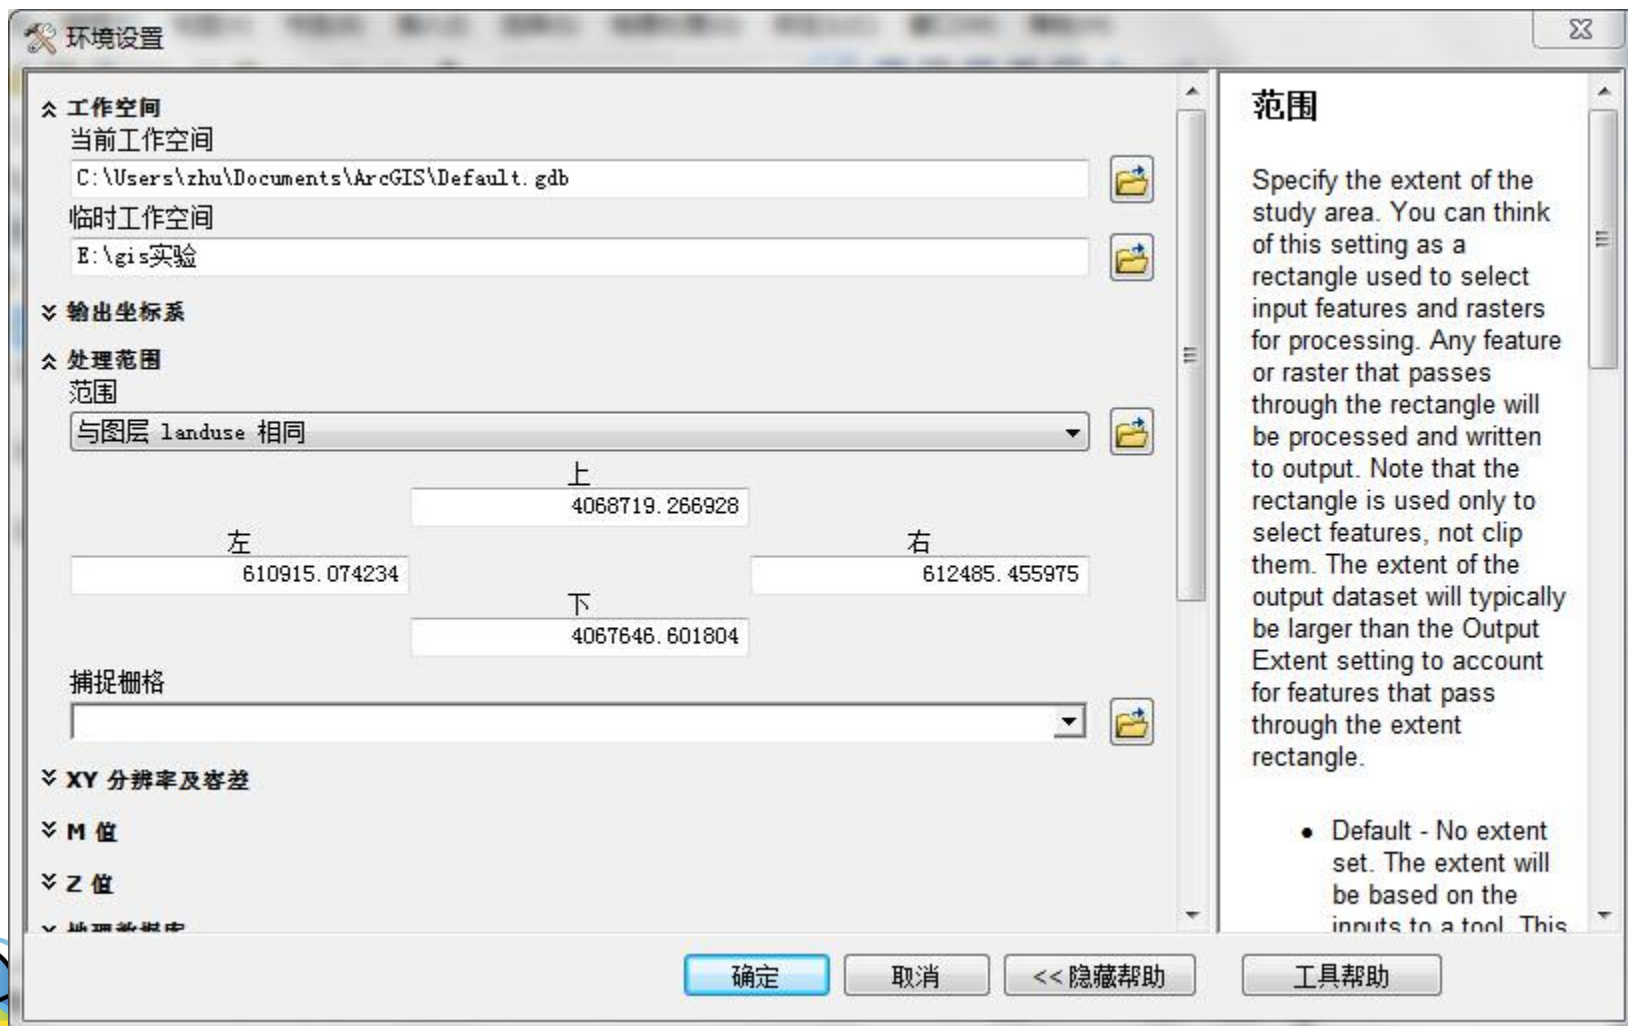 环境设置
工作空间
当前工作空间
C:\Users\zhu\Documents\ArcGIS\Default.gdb
临时工作空间
E:\gis实验
输出坐标系
处理范围
范围
与图层 landuse 相同
上
4068719.266928
左
右
610915.074234
612485.455975
下
4067646.601804
捕捉栅格
XY 分辨率及容差
M 值
Z 值
地理数据库
范围
Specify the extent of the
study area. You can think
of this setting as a
rectangle used to select
input features and rasters
for processing. Any feature
or raster that passes
through the rectangle will
be processed and written
to output. Note that the
rectangle is used only to
select features, not clip
them. The extent of the
output dataset will typically
be larger than the Output
Extent setting to account
for features that pass
through the extent
rectangle.
• Default - No extent
set. The extent will
be based on the
inputs to a tool. This
确定
取消
<< 隐藏帮助
工具帮助